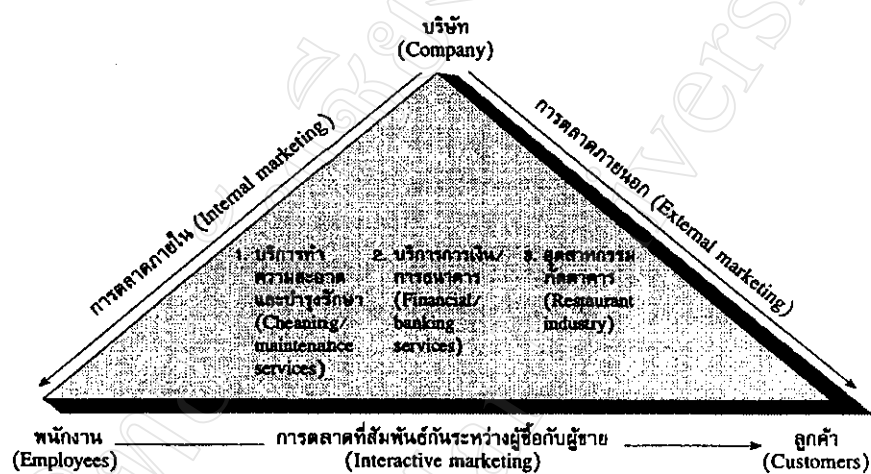 บริษัท
(Company)
การตลาดภายใน (Internal marketing)
การตลาดภายนอก (External marketing)
1. บริการทำ
ความสะอาด
และบำรุงรักษา
(Cheaning/
maintenance
services)
2. บริการการเงิน/
การธนาคาร
(Financial/
banking
services)
3. อุตสาหกรรม
ภัตตาคาร
(Restaurant
industry)
พนักงาน
(Employees)
การตลาดที่สัมพันธ์กันระหว่างผู้ซื้อกับผู้ขาย
(Interactive marketing)
ลูกค้า
(Customers)